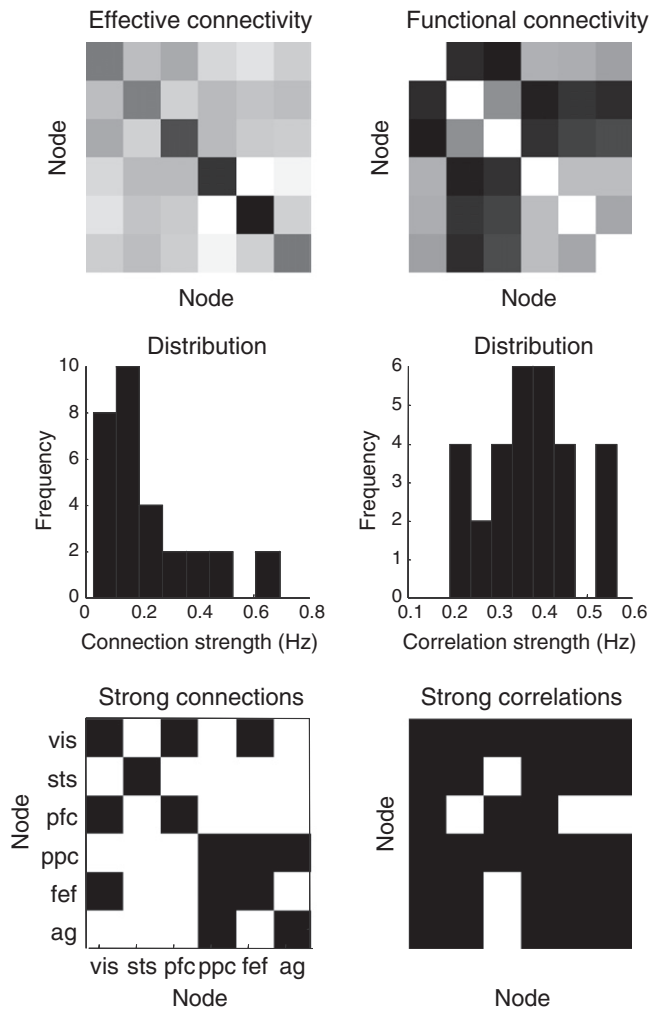 Effective connectivity
Functional connectivity
Node
Node
Node
Node
Distribution
Distribution
10
8
6
4
2
0
Frequency
0
0.2
0.4
0.6
0.8
Connection strength (Hz)
6
5
4
3
2
1
0
Frequency
0.1
0.2
0.3
0.4
0.5
0.6
Correlation strength (Hz)
Strong connections
Strong correlations
Node
vis
sts
pfc
ppc
fef
ag
vis sts pfc ppc fef ag
Node
Node
Node